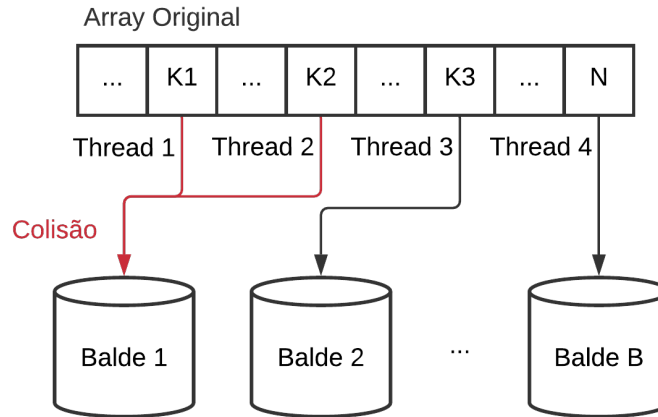 Array Original
... K1 ... K2 ... K3 ... N
Thread 1 Thread 2 Thread 3 Thread 4
Colisão
Balde 1 Balde 2 ... Balde B